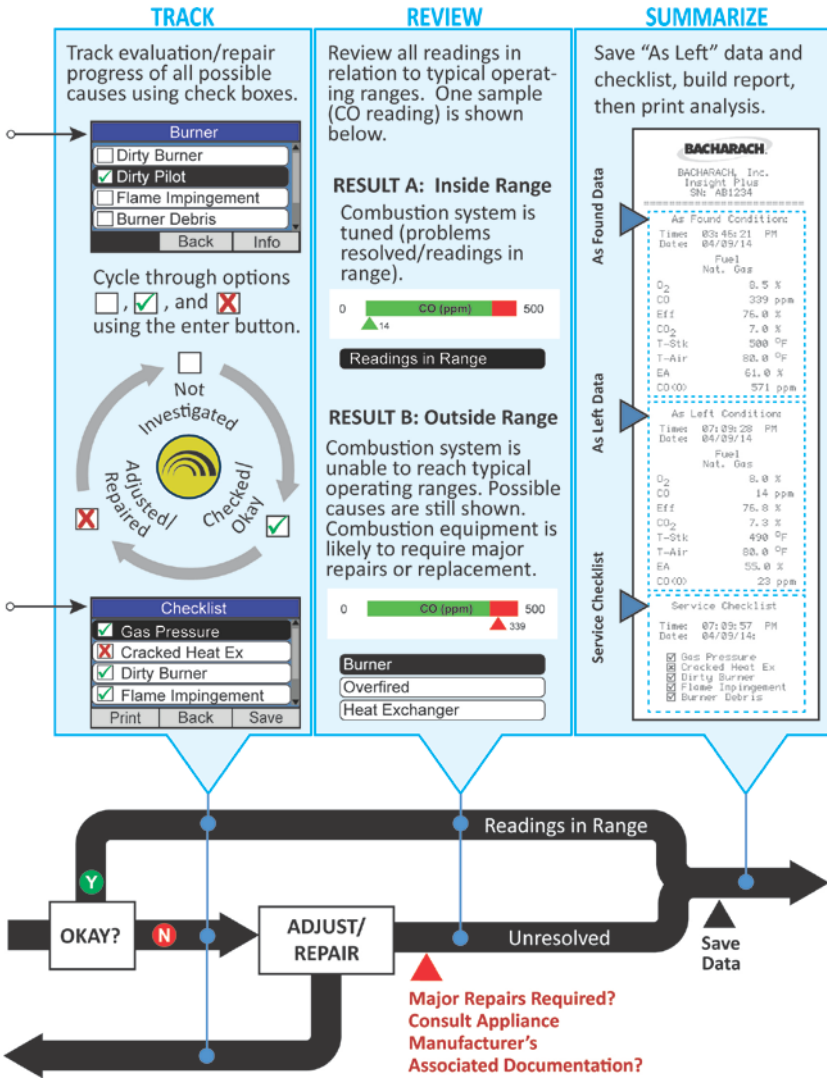 TRACK
Track evaluation/repair
progress of all possible
causes using check boxes.
Burner
Dirty Burner
Dirty Pilot
Flame Impingement
Burner Debris
Back Info
Cycle through options
, , and
using the enter button.
Not
Investigated
Checked/
Okay
Adjusted/
Repaired
Checklist
Gas Pressure
Cracked Heat Ex
Dirty Burner
Flame Impingement
Print Back Save
REVIEW
Review all readings in
relation to typical operat-
ing ranges. One sample
(CO reading) is shown
below.
RESULT A: Inside Range
Combustion system is
tuned (problems
resolved/readings in
range).
0 CO (ppm) 500
14
Readings in Range
RESULT B: Outside Range
Combustion system is
unable to reach typical
operating ranges. Possible
causes are still shown.
Combustion equipment is
likely to require major
repairs or replacement.
0 CO (ppm) 500
339
Burner
Overfired
Heat Exchanger
SUMMARIZE
Save “As Left” data and
checklist, build report,
then print analysis.
BACHARACH.
BACHARACH, Inc.
Insight Plus
SN: AB1234
========================
As Found Data
As Found Condition:
Time: 03:46:21 PM
Date: 04/09/14
Fuel
Nat. Gas
O2 8.5 %
CO 339 ppm
Eff 76.0 %
CO2 7.0 %
T-Stk 500 °F
T-Air 80.0 °F
EA 61.0 %
CO(O) 571 ppm
As Left Data
As Left Condition:
Time: 07:09:28 PM
Date: 04/09/14
Fuel
Nat. Gas
O2 8.0 %
CO 14 ppm
Eff 76.8 %
CO2 7.3 %
T-Stk 490 °F
T-Air 80.0 °F
EA 55.0 %
CO(O) 23 ppm
Service Checklist
Service Checklist
Time: 07:09:57 PM
Date: 04/09/14:
Gas Pressure
Cracked Heat Ex
Dirty Burner
Flame Impingement
Burner Debris
Readings in Range
Y
OKAY?
N
ADJUST/
REPAIR
Unresolved
Save
Data
Major Repairs Required?
Consult Appliance
Manufacturer's
Associated Documentation?